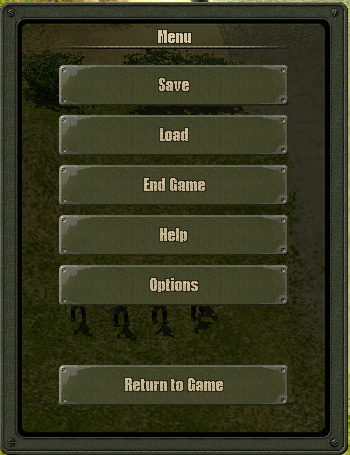 Menu
Save
Load
End Game
Help
Options
Return to Game